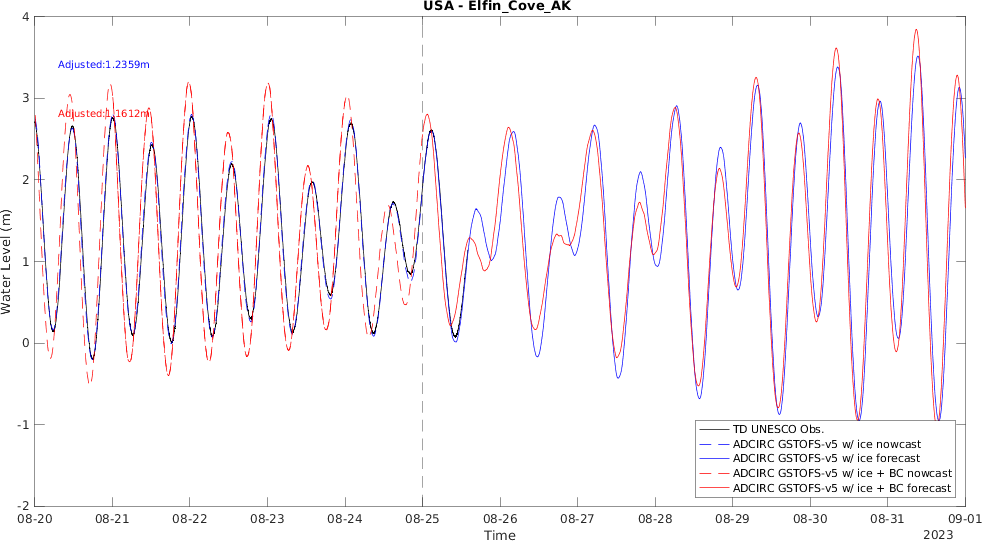 USA - Elfin_Cove_AK
Adjusted:1.2359m
Adjusted:1.1612m
Water Level (m)
4
3
2
1
0
-1
-2
TD UNESCO Obs.
ADCIRC GSTOFS-v5 w/ ice nowcast
ADCIRC GSTOFS-v5 w/ ice forecast
ADCIRC GSTOFS-v5 w/ ice + BC nowcast
ADCIRC GSTOFS-v5 w/ ice + BC forecast
08-20 08-21 08-22 08-23 08-24 08-25 08-26 08-27 08-28 08-29 08-30 08-31 09-01
Time
2023